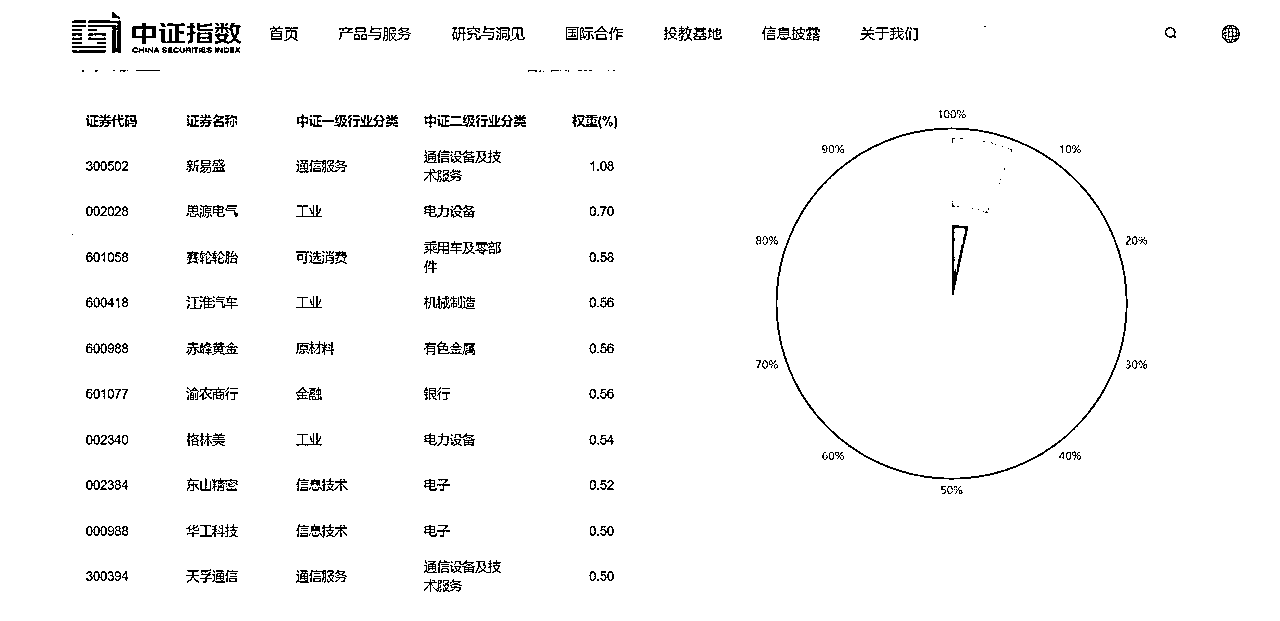 中证指数
CHINA SECURITIES INDEX
首页 产品与服务 研究与洞见 国际合作 投教基地 信息披露 关于我们
证券代码 证券名称 中证一级行业分类 中证二级行业分类 权重(%)
300502 新易盛 通信服务 通信设备及技术服务 1.08
002028 思源电气 工业 电力设备 0.70
601058 赛轮轮胎 可选消费 乘用车及零部件 0.58
600418 江淮汽车 工业 机械制造 0.56
600988 赤峰黄金 原材料 有色金属 0.56
601077 渝农商行 金融 银行 0.56
002340 格林美 工业 电力设备 0.54
002384 东山精密 信息技术 电子 0.52
000988 华工科技 信息技术 电子 0.50
300394 天孚通信 通信服务 通信设备及技术服务 0.50
100%
10%
20%
30%
40%
50%
60%
70%
80%
90%